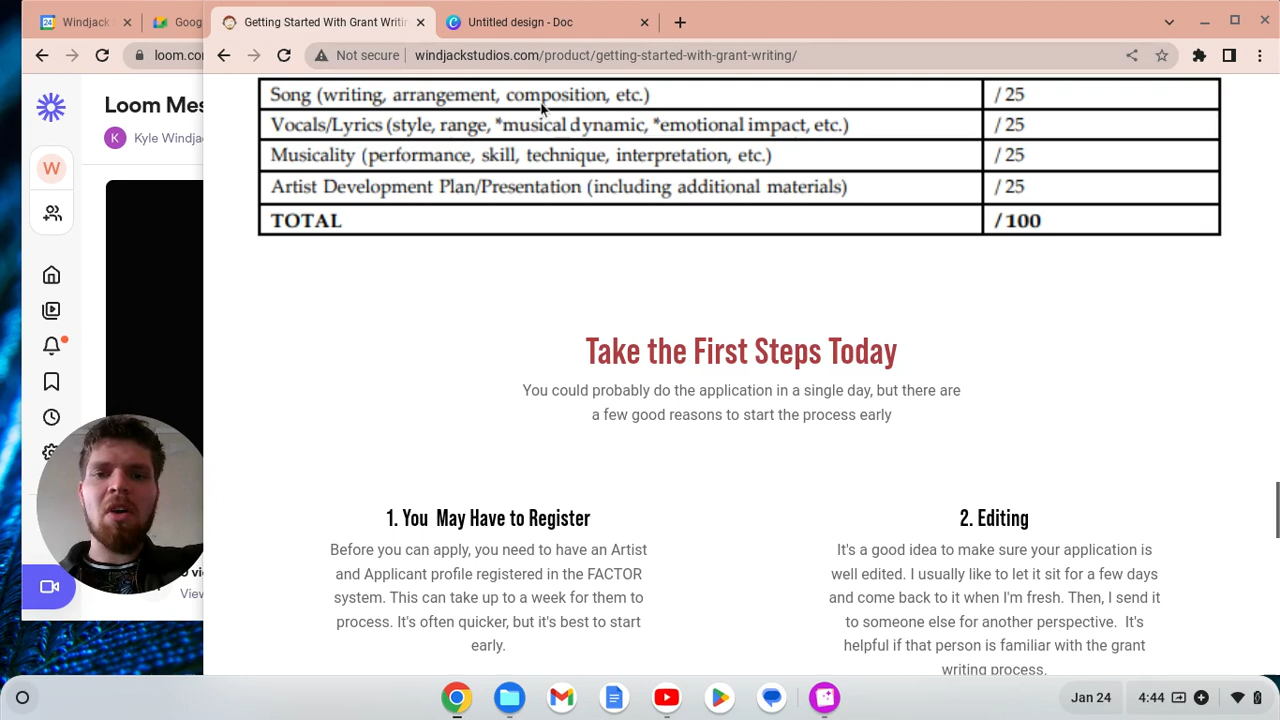 Windjack
Goog
Getting Started With Grant Writin
Untitled design - Doc
loom.co
Not secure
windjackstudios.com/product/getting-started-with-grant-writing/
Loom Mes
K
Kyle Windja
W
Song (writing, arrangement, composition, etc.)
/ 25
Vocals/Lyrics (style, range, *musical dynamic, *emotional impact, etc.)
/ 25
Musicality (performance, skill, technique, interpretation, etc.)
/ 25
Artist Development Plan/Presentation (including additional materials)
/ 25
TOTAL
/ 100
Take the First Steps Today
You could probably do the application in a single day, but there are
a few good reasons to start the process early
1. You May Have to Register
Before you can apply, you need to have an Artist
and Applicant profile registered in the FACTOR
system. This can take up to a week for them to
process. It's often quicker, but it's best to start
early.
2. Editing
It's a good idea to make sure your application is
well edited. I usually like to let it sit for a few days
and come back to it when I'm fresh. Then, I send it
to someone else for another perspective. It's
helpful if that person is familiar with the grant
writing process.
0 vi
View
Jan 24
4:44